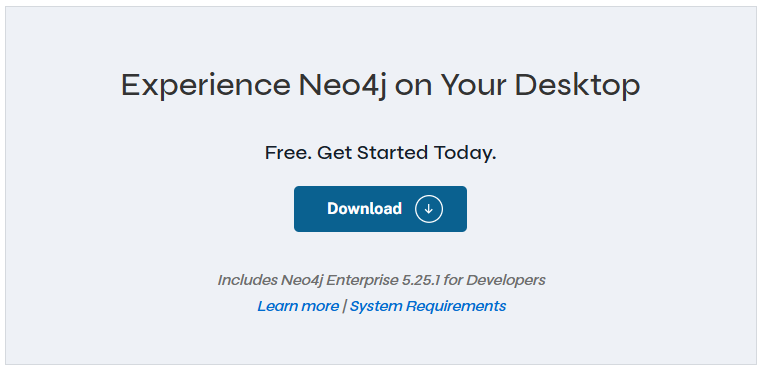 Experience Neo4j on Your Desktop
Free. Get Started Today.
Download
Includes Neo4j Enterprise 5.25.1 for Developers
Learn more | System Requirements